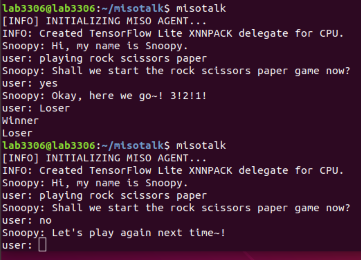 lab3306@lab3306:~/misotalk$ misotalk
[INFO] INITIALIZING MISO AGENT...
INFO: Created TensorFlow Lite XNNPACK delegate for CPU.
Snoopy: Hi, my name is Snoopy.
user: playing rock scissors paper
Snoopy: Shall we start the rock scissors paper game now?
user: yes
Snoopy: Okay, here we go~! 3!2!1!
user: Loser
Winner
Loser
lab3306@lab3306:~/misotalk$ misotalk
[INFO] INITIALIZING MISO AGENT...
INFO: Created TensorFlow Lite XNNPACK delegate for CPU.
Snoopy: Hi, my name is Snoopy.
user: playing rock scissors paper
Snoopy: Shall we start the rock scissors paper game now?
user: no
Snoopy: Let's play again next time~!
user: